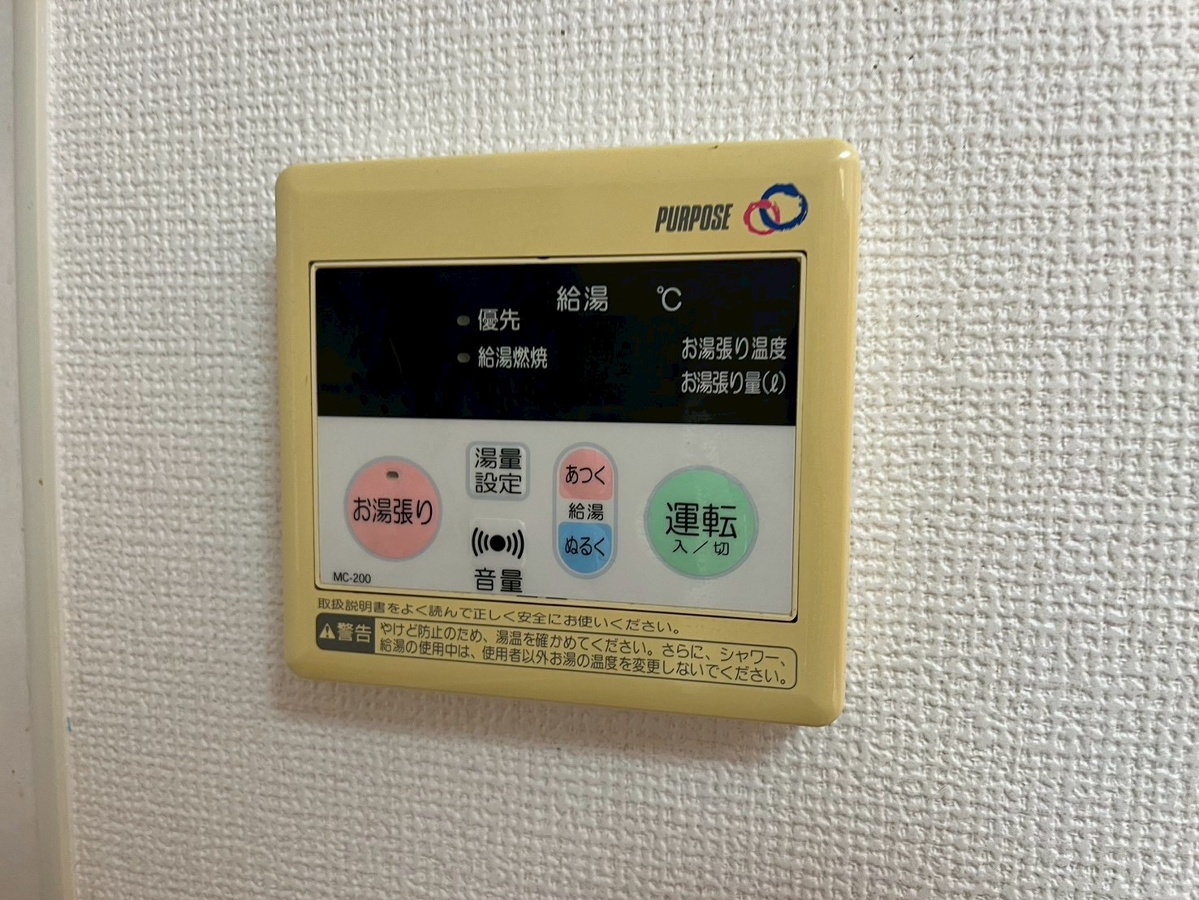 PURPOSE
給湯 ℃
優先
給湯燃焼
お湯張り温度
お湯張り量(ℓ)
お湯張り
湯量
設定
音量
あつく
給湯
ぬるく
運転
入/切
MC-200
取扱説明書をよく読んで正しく安全にお使いください。
警告
やけど防止のため、湯温を確かめてください。さらに、シャワー、
給湯の使用中は、使用者以外お湯の温度を変更しないでください。